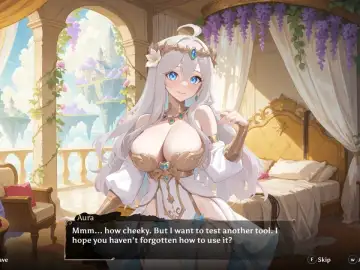 Aura
Mmm... how cheeky. But I want to test another tool. I
hope you haven't forgotten how to use it?
ave
F Skip
W A